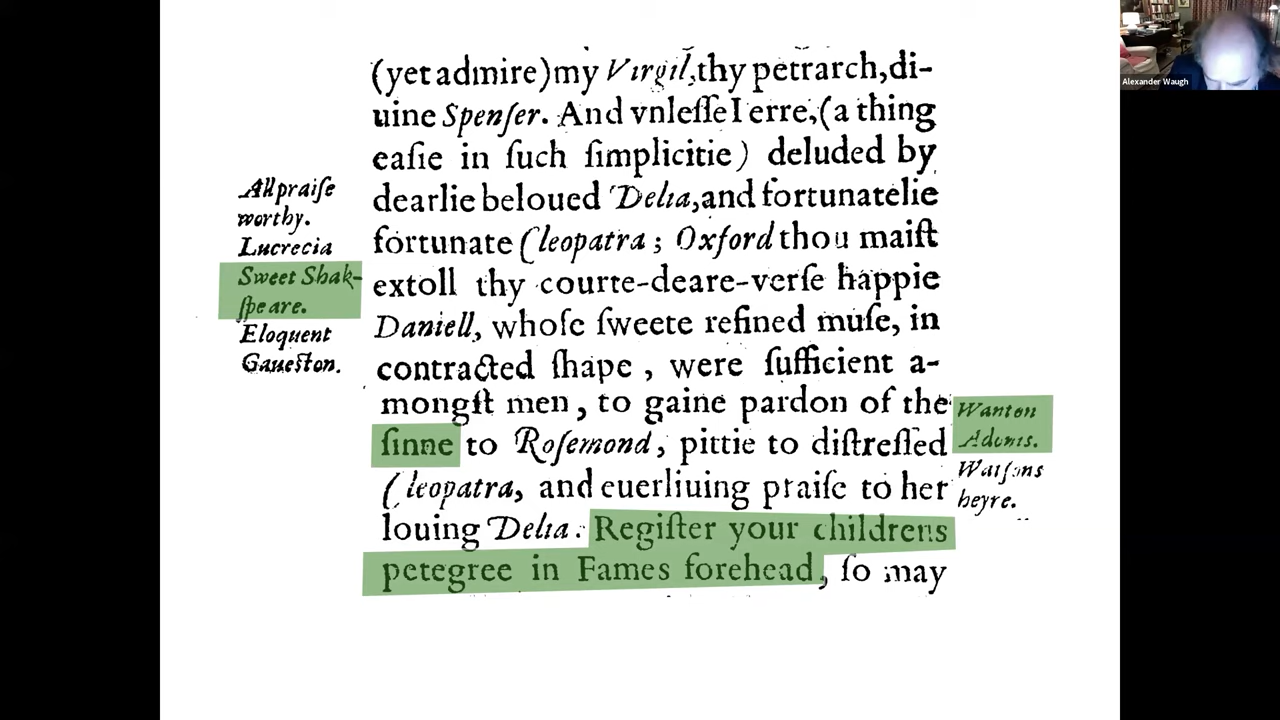 Alexander Waugh
(yet admire)my Virgil,thy petrarch,di-
uine Spenſer. And vnleſſe I erre,(a thing
eaſie in ſuch ſimplicitie) deluded by
dearlie beloued Delia,and fortunatelie
fortunate Cleopatra; Oxford thou maiſt
extoll thy courte-deare-verſe happie
Daniell, whoſe ſweete refined muſe, in
contracted ſhape, were ſufficient a-
mongſt men, to gaine pardon of the
ſinne to Roſemond, pittie to diſtreſſed
Cleopatra, and euerliuing praiſe to her
louing Delia: Regiſter your childrens
petegree in Fames forehead, ſo may
All praiſe
worthy.
Lucrecia
Sweet Shak-
ſpeare.
Eloquent
Gaueſton.
Wanton
Adonis.
Watſons
heyre.